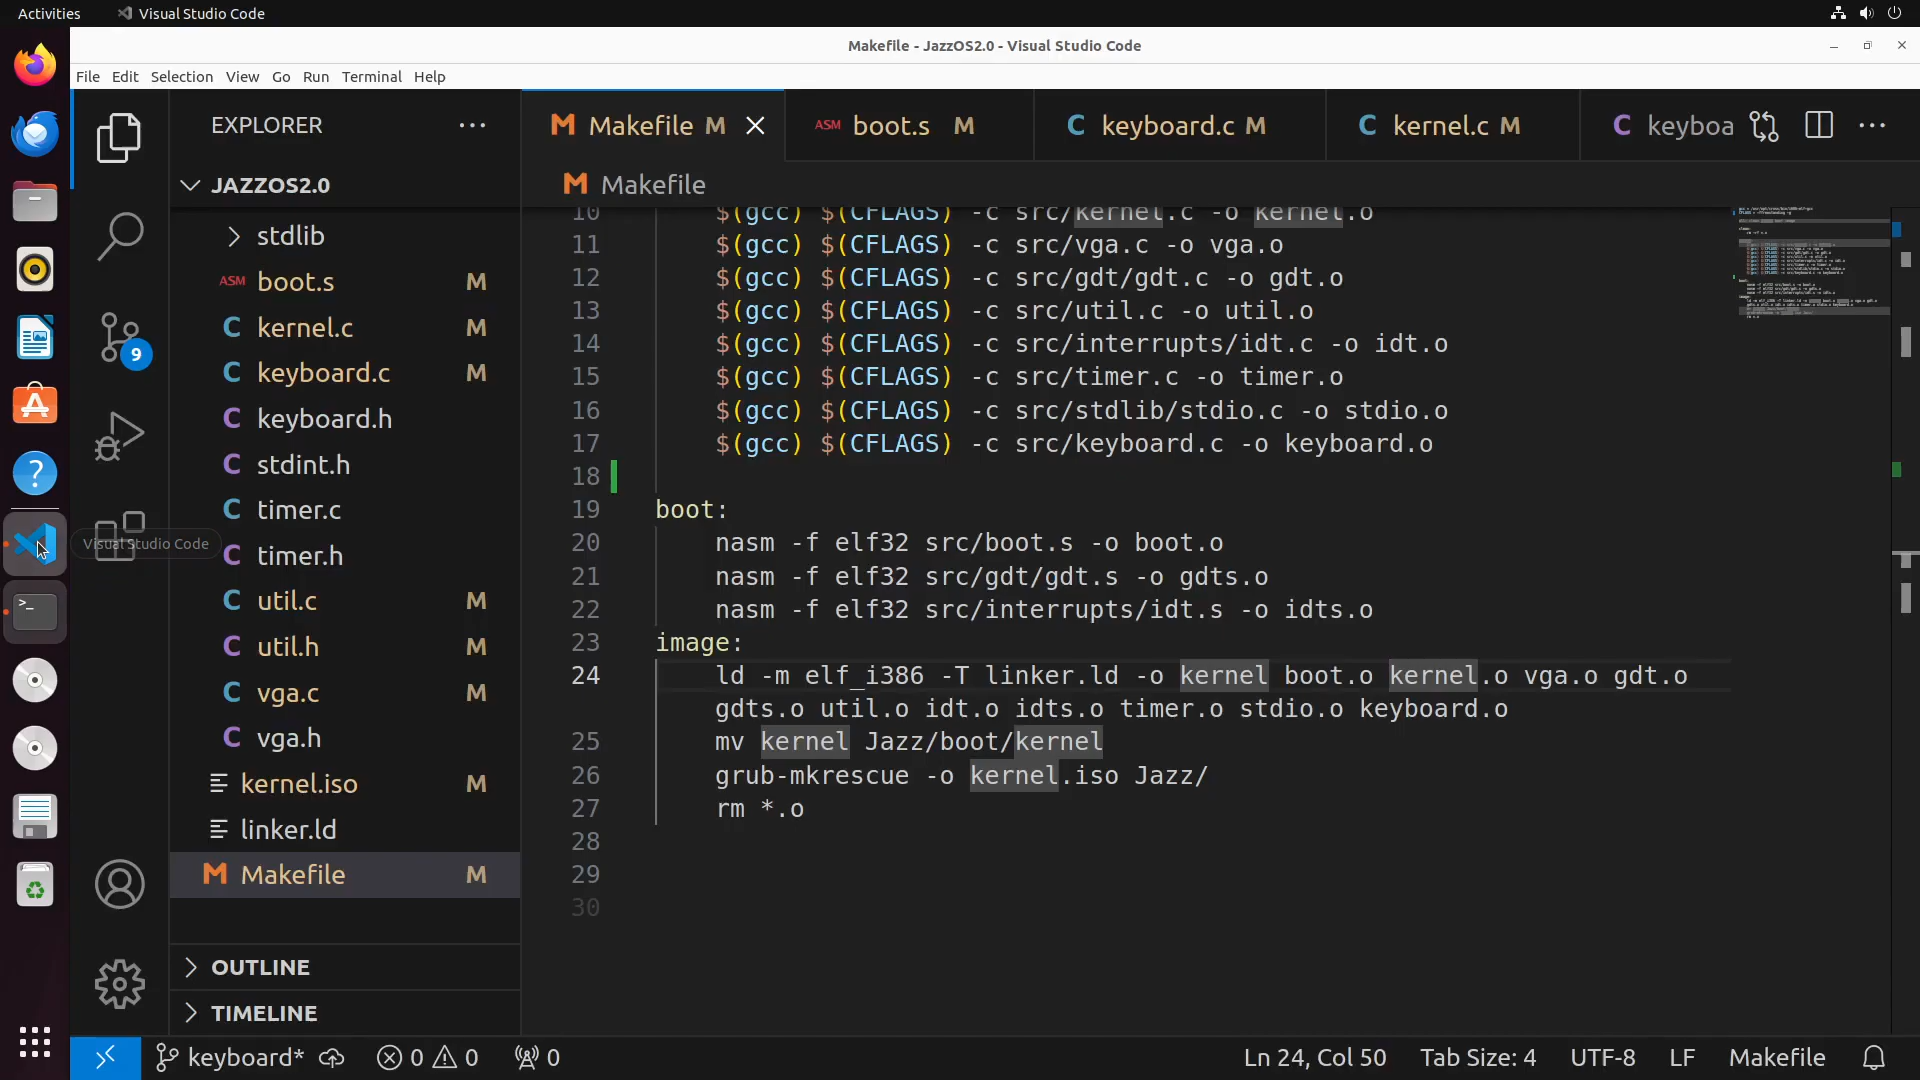 Activities Visual Studio Code
Makefile - JazzOS2.0 - Visual Studio Code
File Edit Selection View Go Run Terminal Help
EXPLORER
JAZZOS2.0
stdlib
ASM boot.s M
C kernel.c M
C keyboard.c M
C keyboard.h
C stdint.h
C timer.c
C timer.h
C util.c M
C util.h M
C vga.c M
C vga.h
kernel.iso M
linker.ld
M Makefile M
OUTLINE
TIMELINE
9
Visual Studio Code
M Makefile M
ASM boot.s M
C keyboard.c M
C kernel.c M
C keyboa
M Makefile
10 $(gcc) $(CFLAGS) -c src/kernel.c -o kernel.o
11 $(gcc) $(CFLAGS) -c src/vga.c -o vga.o
12 $(gcc) $(CFLAGS) -c src/gdt/gdt.c -o gdt.o
13 $(gcc) $(CFLAGS) -c src/util.c -o util.o
14 $(gcc) $(CFLAGS) -c src/interrupts/idt.c -o idt.o
15 $(gcc) $(CFLAGS) -c src/timer.c -o timer.o
16 $(gcc) $(CFLAGS) -c src/stdlib/stdio.c -o stdio.o
17 $(gcc) $(CFLAGS) -c src/keyboard.c -o keyboard.o
18
19 boot:
20 nasm -f elf32 src/boot.s -o boot.o
21 nasm -f elf32 src/gdt/gdt.s -o gdts.o
22 nasm -f elf32 src/interrupts/idt.s -o idts.o
23 image:
24 ld -m elf_i386 -T linker.ld -o kernel boot.o kernel.o vga.o gdt.o
gdts.o util.o idt.o idts.o timer.o stdio.o keyboard.o
25 mv kernel Jazz/boot/kernel
26 grub-mkrescue -o kernel.iso Jazz/
27 rm *.o
28
29
30
keyboard* 0 0 0
Ln 24, Col 50 Tab Size: 4 UTF-8 LF Makefile